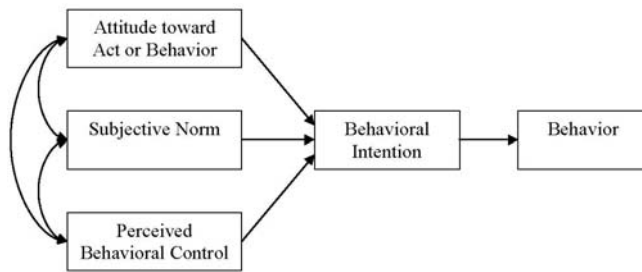 Attitude toward
Act or Behavior
Subjective Norm
Behavioral
Intention
Behavior
Perceived
Behavioral Control